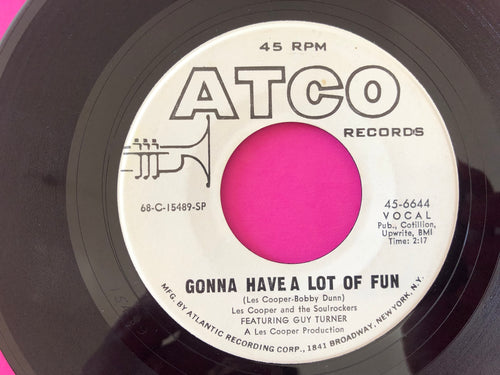 45 RPM
ATCO
RECORDS
68-C-15489-SP
45-6644
VOCAL
Pub., Cotillion,
Upwrite, BMI
Time: 2:17
GONNA HAVE A LOT OF FUN
(Les Cooper-Bobby Dunn)
Les Cooper and the Soulrockers
FEATURING GUY TURNER
A Les Cooper Production
MFG. BY ATLANTIC RECORDING CORP., 1841 BROADWAY, NEW YORK, N.Y.